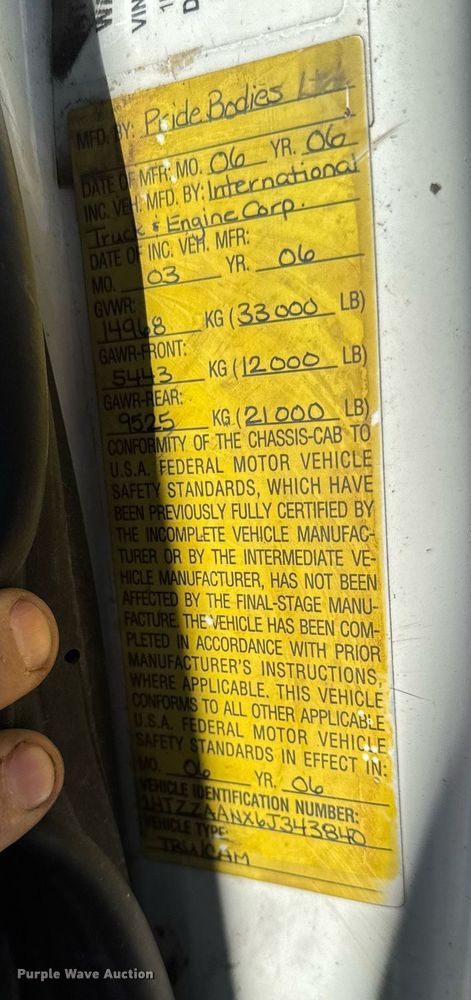 WA
VIN
D
MFD. BY: Pride Bodies Ltd.
DATE OF MFR: MO. 06 YR. 06
INC. VEH. MFD. BY: International
Truck & Engine Corp.
DATE OF INC. VEH. MFR:
MO. 03 YR. 06
GVWR:
14968 KG (33000 LB)
GAWR-FRONT:
5443 KG (12000 LB)
GAWR-REAR:
9525 KG (21000 LB)
CONFORMITY OF THE CHASSIS-CAB TO
U.S.A. FEDERAL MOTOR VEHICLE
SAFETY STANDARDS, WHICH HAVE
BEEN PREVIOUSLY FULLY CERTIFIED BY
THE INCOMPLETE VEHICLE MANUFAC-
TURER OR BY THE INTERMEDIATE VE-
HICLE MANUFACTURER, HAS NOT BEEN
AFFECTED BY THE FINAL-STAGE MANU-
FACTURE. THE VEHICLE HAS BEEN COM-
PLETED IN ACCORDANCE WITH PRIOR
MANUFACTURER'S INSTRUCTIONS,
WHERE APPLICABLE. THIS VEHICLE
CONFORMS TO ALL OTHER APPLICABLE
U.S.A. FEDERAL MOTOR VEHICLE
SAFETY STANDARDS IN EFFECT IN:
MO. 06 YR. 06
VEHICLE IDENTIFICATION NUMBER:
1HTZZAANX6J343840
VEHICLE TYPE:
TRU/CAM
Purple Wave Auction